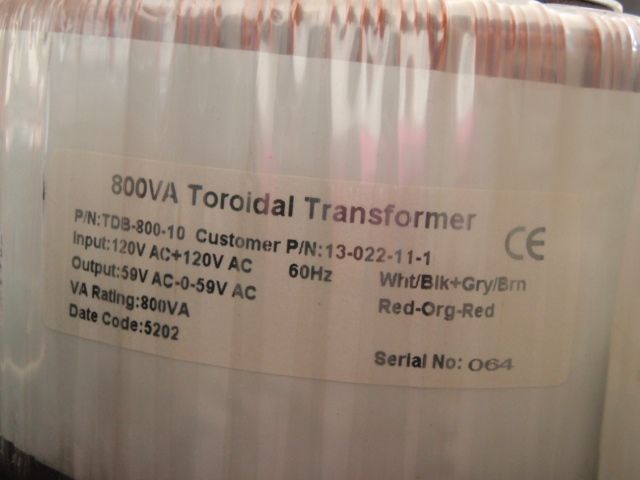 800VA Toroidal Transformer
P/N:TDB-800-10 Customer P/N:13-022-11-1
Input:120V AC+120V AC 60Hz Wht/Blk+Gry/Brn
Output:59V AC-0-59V AC Red-Org-Red
VA Rating:800VA
Date Code:5202
Serial No: 064
CE